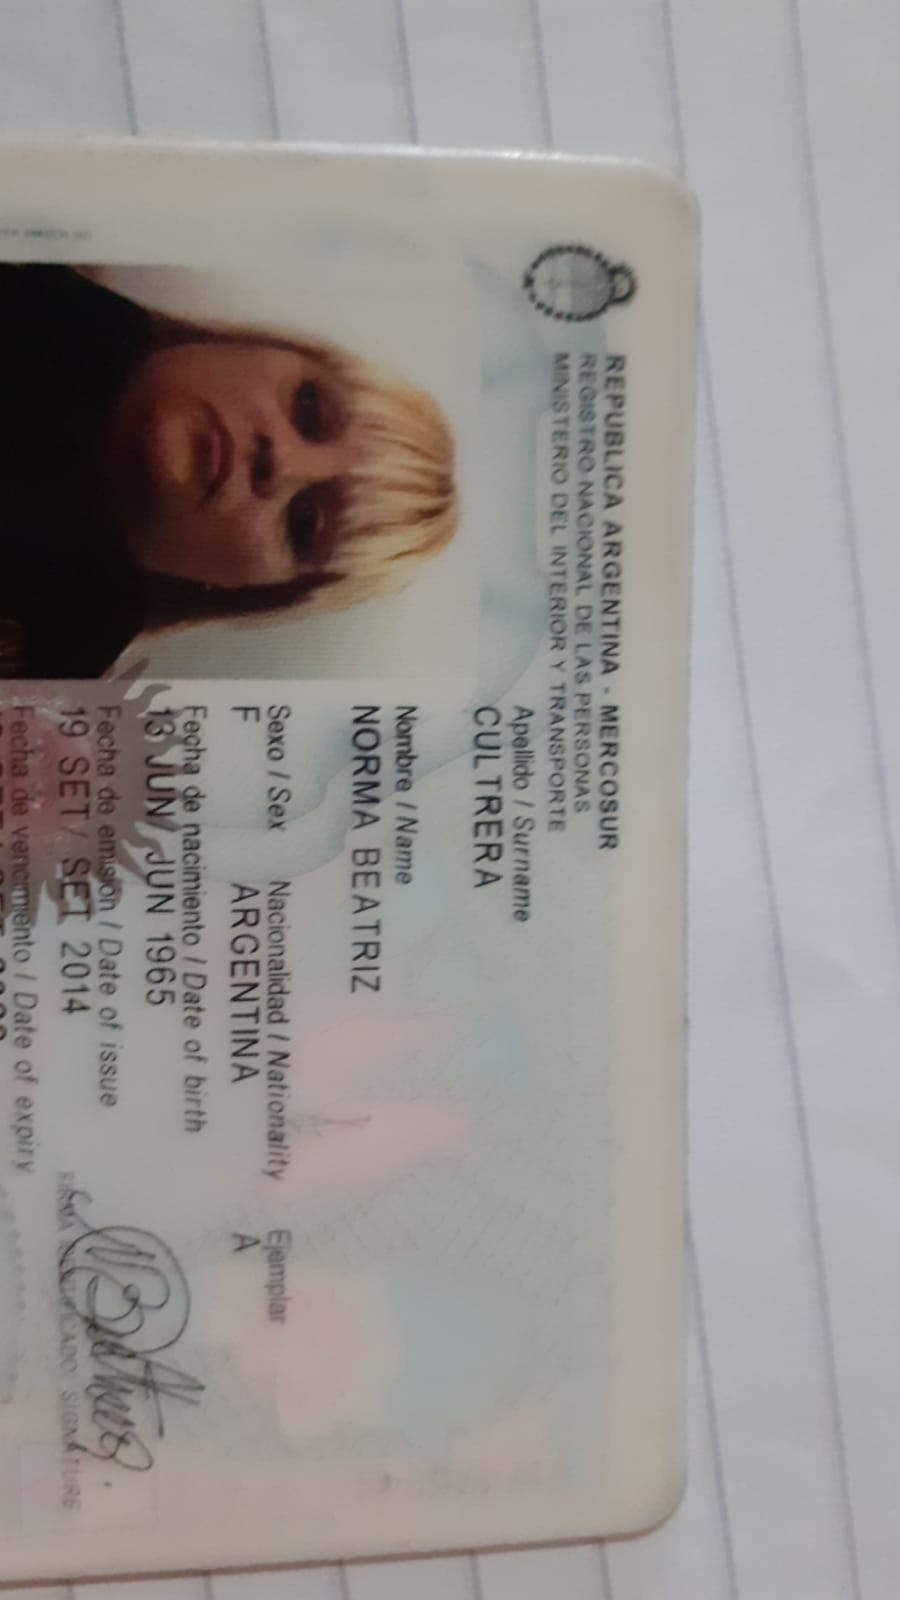 REPUBLICA ARGENTINA - MERCOSUR
REGISTRO NACIONAL DE LAS PERSONAS
MINISTERIO DEL INTERIOR Y TRANSPORTE
Apellido / Surname
CULTRERA
Nombre / Name
NORMA BEATRIZ
Sexo / Sex Nacionalidad / Nationality Ejemplar
F ARGENTINA A
Fecha de nacimiento / Date of birth
13 JUN/ JUN 1965
Fecha de emisión / Date of issue
19 SET/ SET 2014
Fecha de vencimiento / Date of expiry
FIRMA IDENTIFICADO/ SIGNATURE